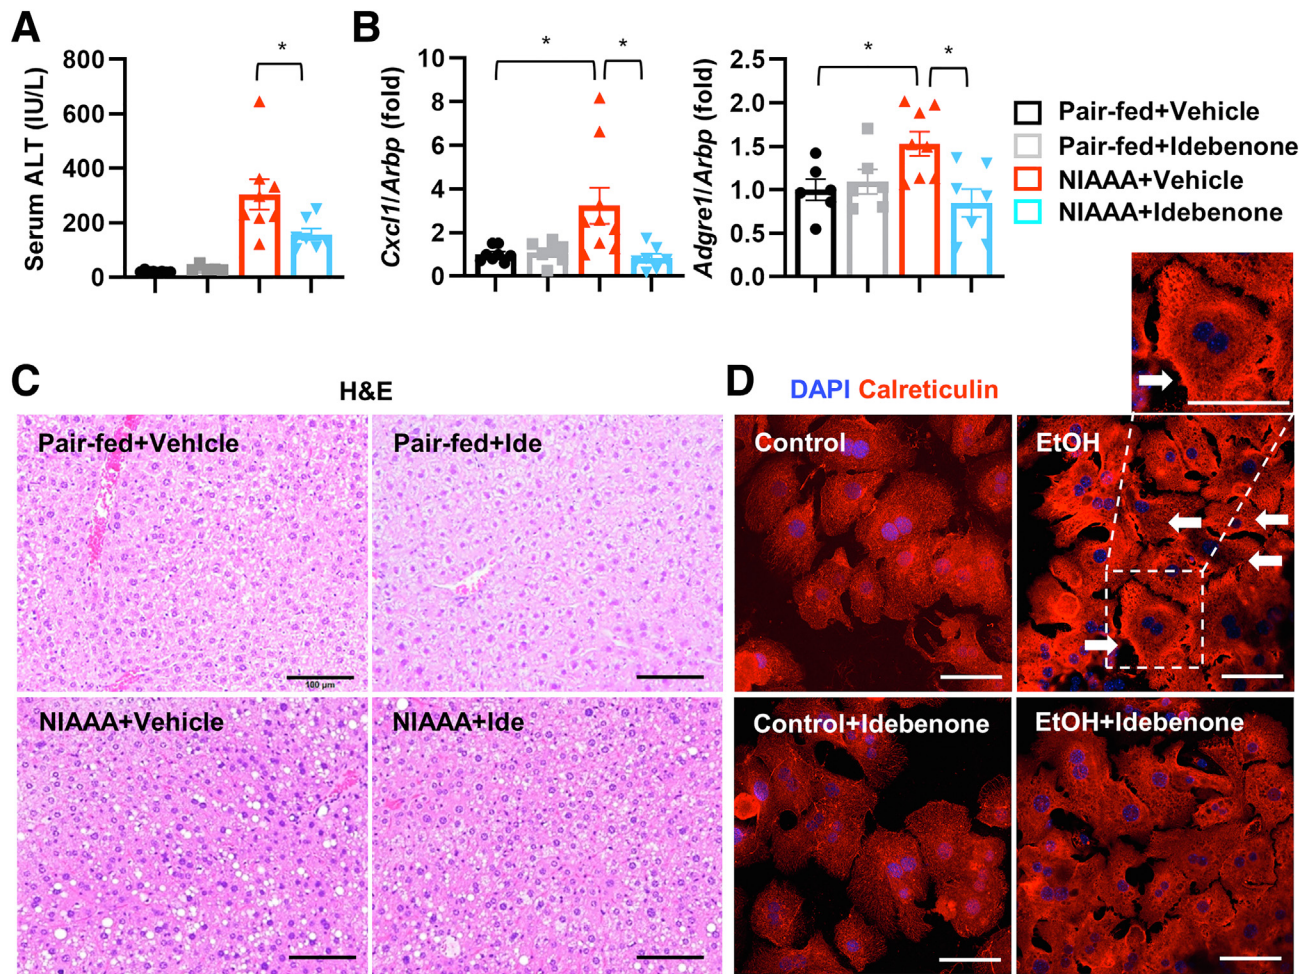 A
B
Serum ALT (IU/L)
800
600
400
200
0
*
Cxcl1/Arbp (fold)
10
8
6
4
2
0
*
*
Adgre1/Arbp (fold)
2.5
2.0
1.5
1.0
0.5
0.0
*
*
Pair-fed+Vehicle
Pair-fed+Idebenone
NIAAA+Vehicle
NIAAA+Idebenone
C
H&E
Pair-fed+VehIcle
Pair-fed+Ide
100 µm
NIAAA+Vehicle
NIAAA+Ide
D
DAPI Calreticulin
Control
EtOH
Control+Idebenone
EtOH+Idebenone